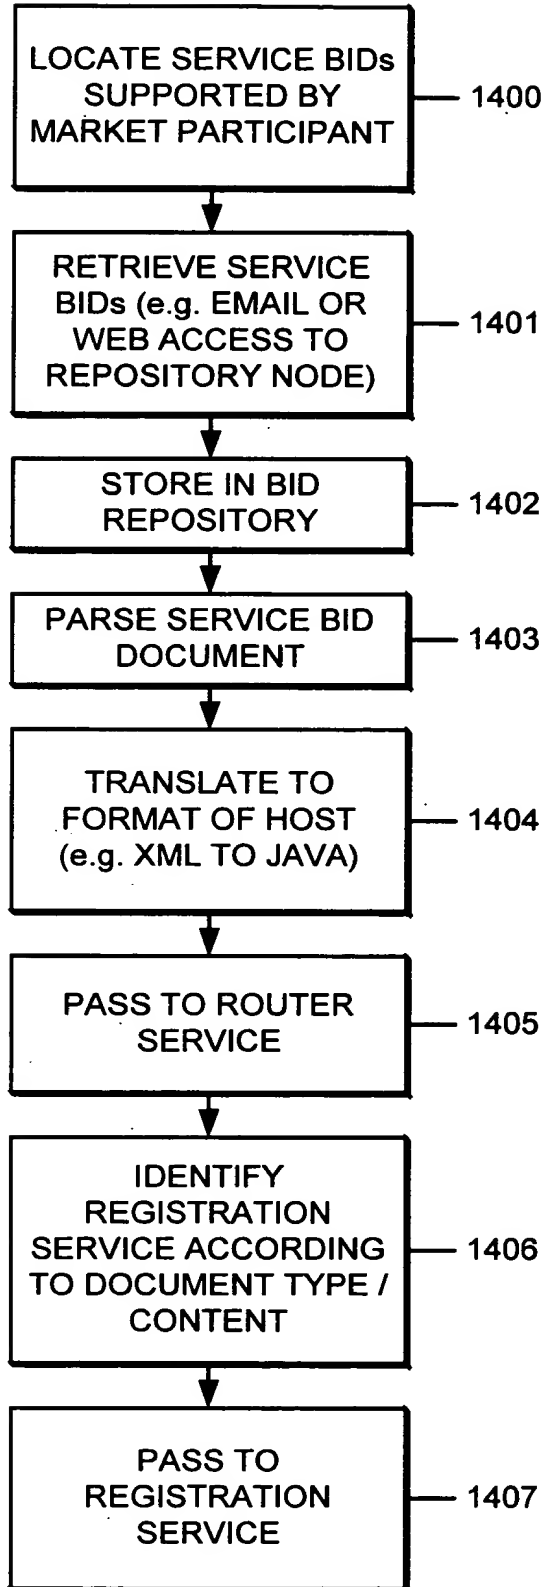 LOCATE SERVICE BIDs
SUPPORTED BY
MARKET PARTICIPANT
1400
RETRIEVE SERVICE
BIDs (e.g. EMAIL OR
WEB ACCESS TO
REPOSITORY NODE)
1401
STORE IN BID
REPOSITORY
1402
PARSE SERVICE BID
DOCUMENT
1403
TRANSLATE TO
FORMAT OF HOST
(e.g. XML TO JAVA)
1404
PASS TO ROUTER
SERVICE
1405
IDENTIFY
REGISTRATION
SERVICE ACCORDING
TO DOCUMENT TYPE /
CONTENT
1406
PASS TO
REGISTRATION
SERVICE
1407